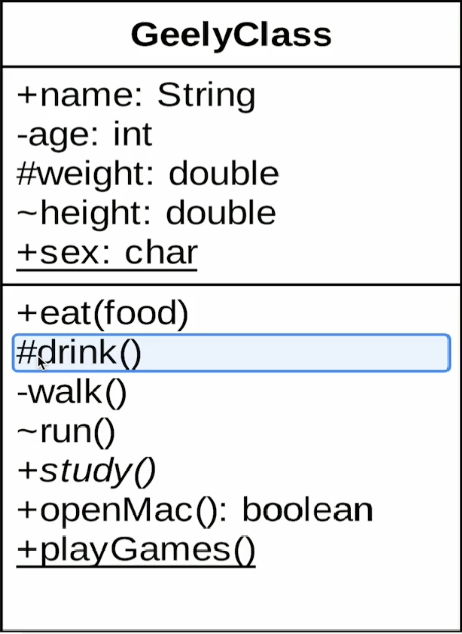 GeelyClass
+name: String
-age: int
#weight: double
~height: double
+sex: char
+eat(food)
#drink()
-walk()
~run()
+study()
+openMac(): boolean
+playGames()